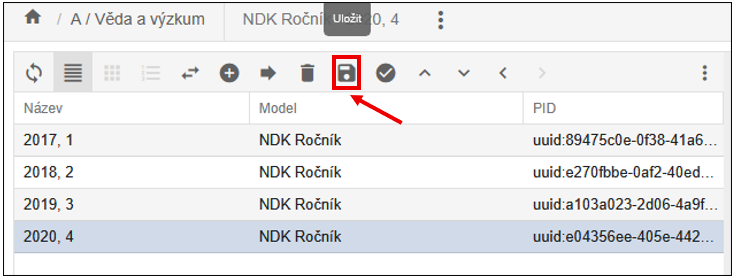 / A / Věda a výzkum NDK Ročník 20, 4
Uložit
Název Model PID
2017, 1 NDK Ročník uuid:89475c0e-0f38-41a6...
2018, 2 NDK Ročník uuid:e270fbbe-0af2-40ed...
2019, 3 NDK Ročník uuid:a103a023-2d06-4a9f...
2020, 4 NDK Ročník uuid:e04356ee-405e-442...